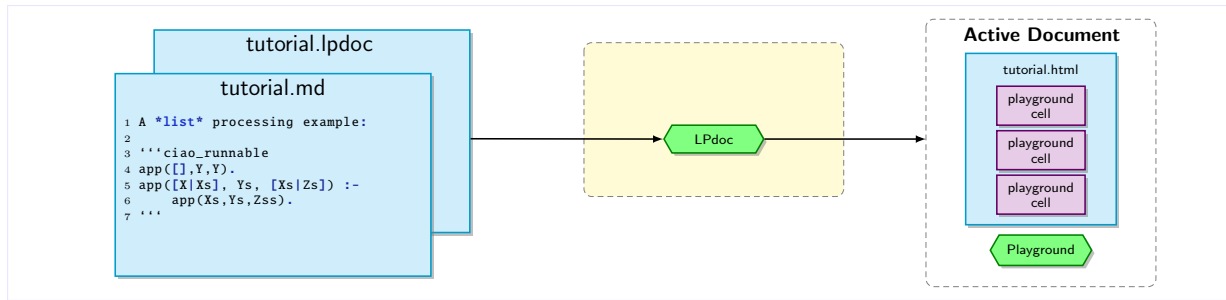 tutorial.lpdoc
tutorial.md
1 A *list* processing example:
2
3 ‘‘‘ciao_runnable
4 app([],Y,Y).
5 app([X|Xs], Ys, [Xs|Zs]) :-
6     app(Xs,Ys,Zss).
7 ‘‘‘
LPdoc
Active Document
tutorial.html
playground
cell
playground
cell
playground
cell
Playground